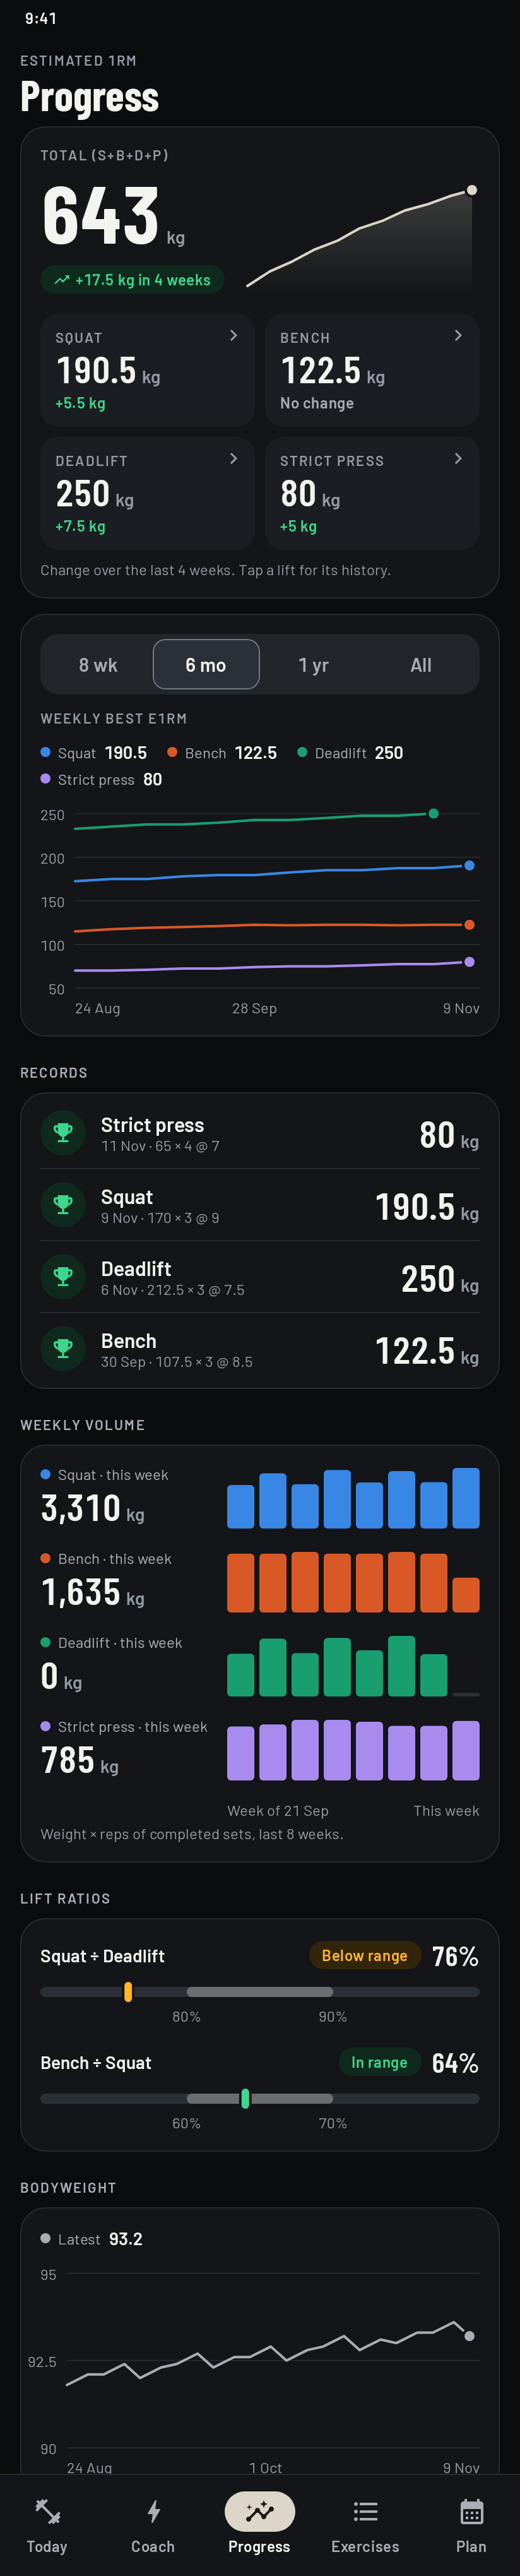 9:41
ESTIMATED 1RM
Progress
TOTAL (S+B+D+P)
643 kg
+17.5 kg in 4 weeks
SQUAT
190.5 kg
+5.5 kg
BENCH
122.5 kg
No change
DEADLIFT
250 kg
+7.5 kg
STRICT PRESS
80 kg
+5 kg
Change over the last 4 weeks. Tap a lift for its history.
8 wk 6 mo 1 yr All
WEEKLY BEST E1RM
Squat 190.5 Bench 122.5 Deadlift 250
Strict press 80
250
200
150
100
50
24 Aug 28 Sep 9 Nov
RECORDS
Strict press
11 Nov · 65 × 4 @ 7
80 kg
Squat
9 Nov · 170 × 3 @ 9
190.5 kg
Deadlift
6 Nov · 212.5 × 3 @ 7.5
250 kg
Bench
30 Sep · 107.5 × 3 @ 8.5
122.5 kg
WEEKLY VOLUME
Squat · this week
3,310 kg
Bench · this week
1,635 kg
Deadlift · this week
0 kg
Strict press · this week
785 kg
Week of 21 Sep This week
Weight × reps of completed sets, last 8 weeks.
LIFT RATIOS
Squat ÷ Deadlift Below range 76%
80% 90%
Bench ÷ Squat In range 64%
60% 70%
BODYWEIGHT
Latest 93.2
95
92.5
90
24 Aug 1 Oct 9 Nov
Today Coach Progress Exercises Plan